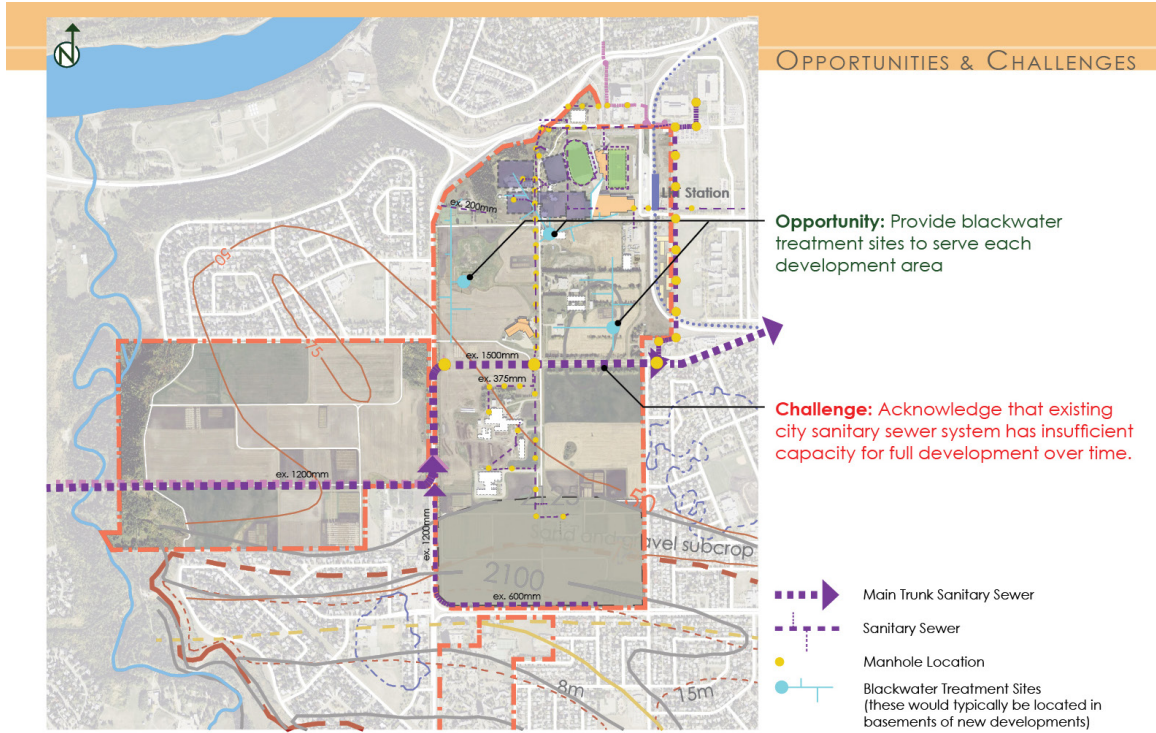 N
OPPORTUNITIES & CHALLENGES
50
15
ex. 200mm
Station
Opportunity: Provide blackwater
treatment sites to serve each
development area
ex. 1500mm
ex. 375mm
Challenge: Acknowledge that existing
city sanitary sewer system has insufficient
capacity for full development over time.
ex. 1200mm
ex. 1200mm
Sand and gravel subcrop
2100
ex. 600mm
8m
15m
Main Trunk Sanitary Sewer
Sanitary Sewer
Manhole Location
Blackwater Treatment Sites
(these would typically be located in
basements of new developments)